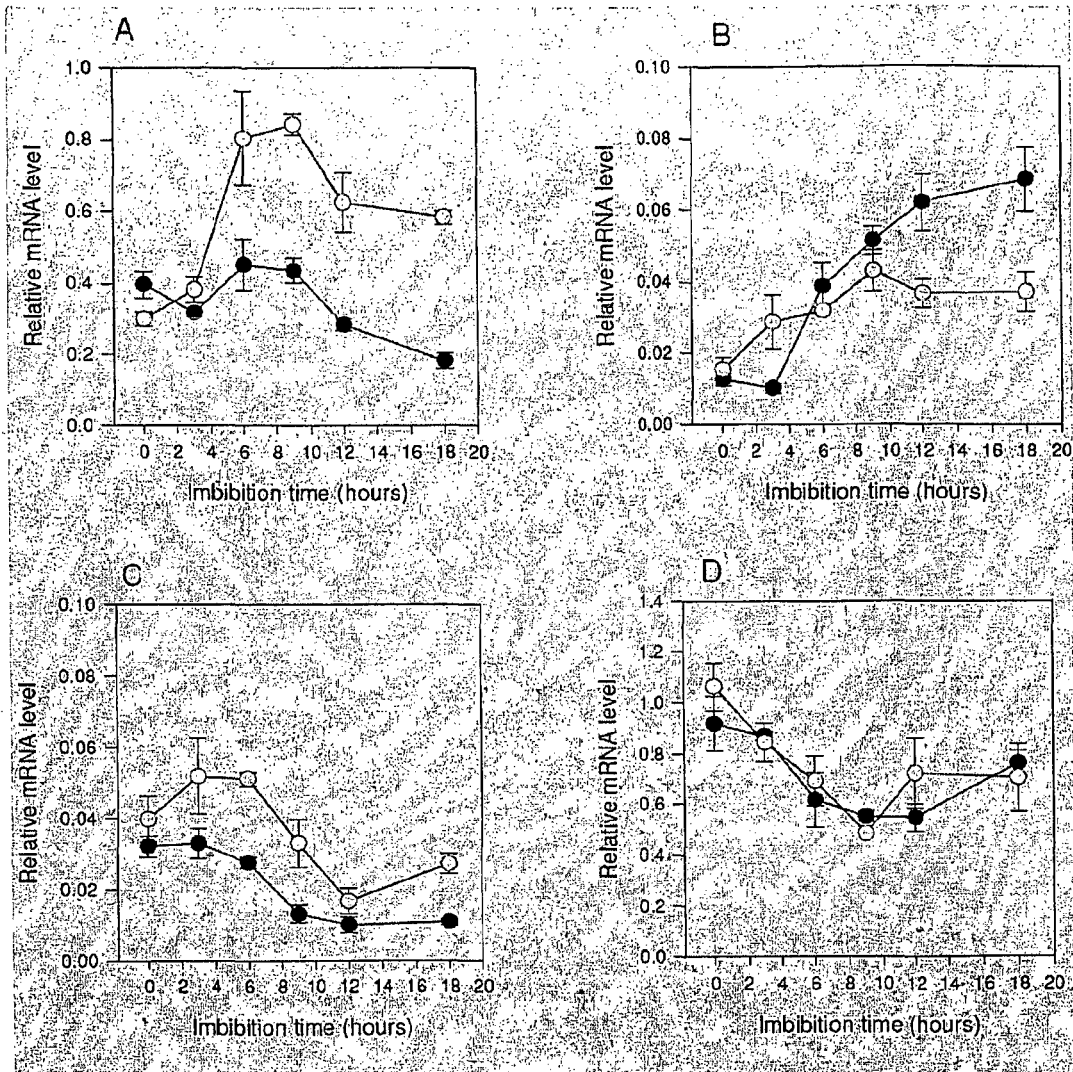 A
1.0
0.8
0.6
0.4
0.2
0.0
Relative mRNA level
0 2 4 6 8 10 12 14 16 18 20
Imbibition time (hours)
B
0.10
0.08
0.06
0.04
0.02
0.00
Relative mRNA level
0 2 4 6 8 10 12 14 16 18 20
Imbibition time (hours)
C
0.10
0.08
0.06
0.04
0.02
0.00
Relative mRNA level
0 2 4 6 8 10 12 14 16 18 20
Imbibition time (hours)
D
1.4
1.2
1.0
0.8
0.6
0.4
0.2
0.0
Relative mRNA level
0 2 4 6 8 10 12 14 16 18 20
Imbibition time (hours)